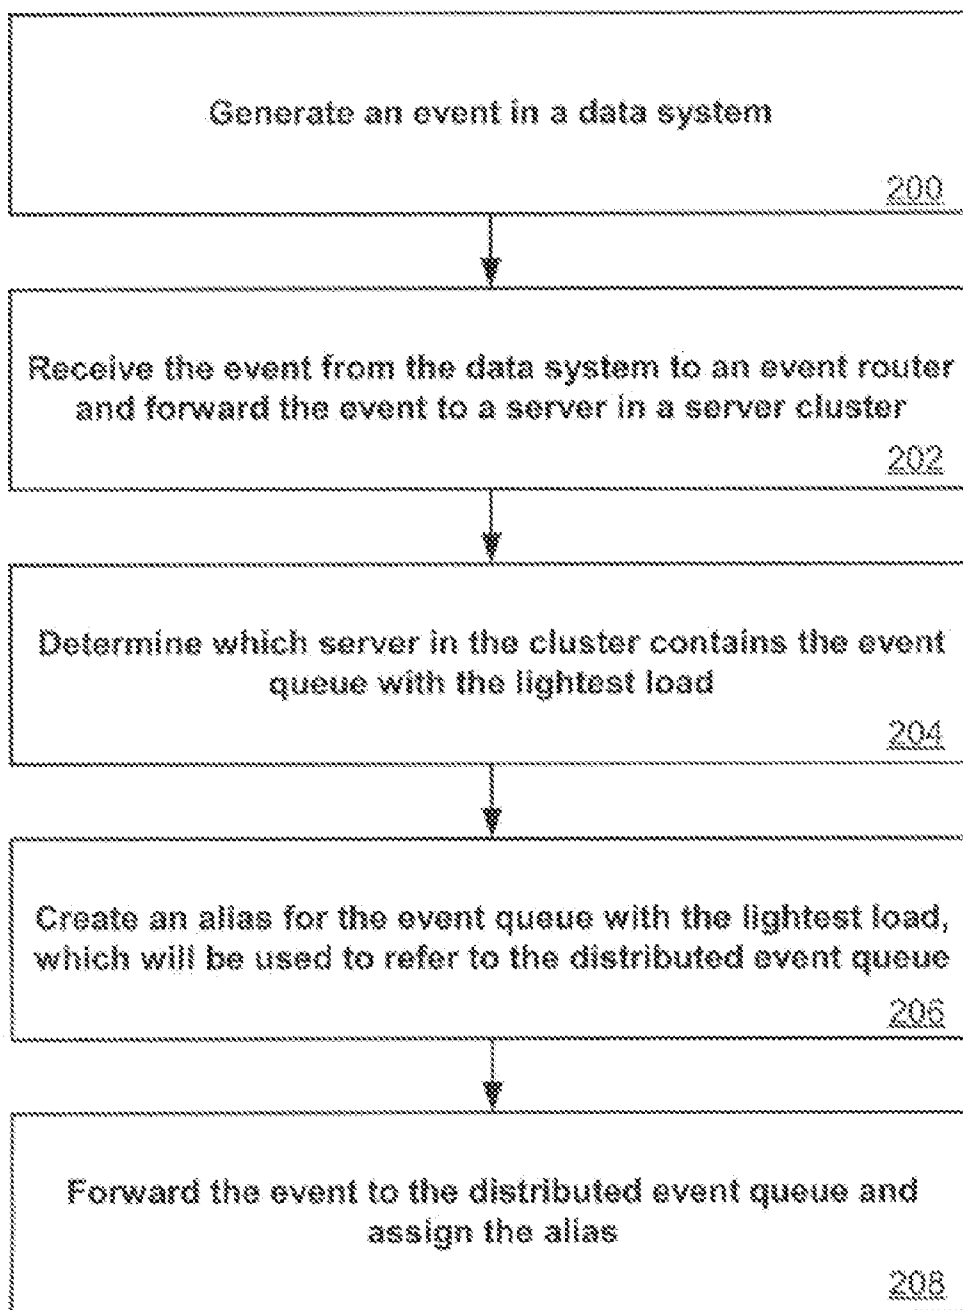 Generate an event in a data system
200
Receive the event from the data system to an event router
and forward the event to a server in a server cluster
202
Determine which server in the cluster contains the event
queue with the lightest load
204
Create an alias for the event queue with the lightest load,
which will be used to refer to the distributed event queue
206
Forward the event to the distributed event queue and
assign the alias
208